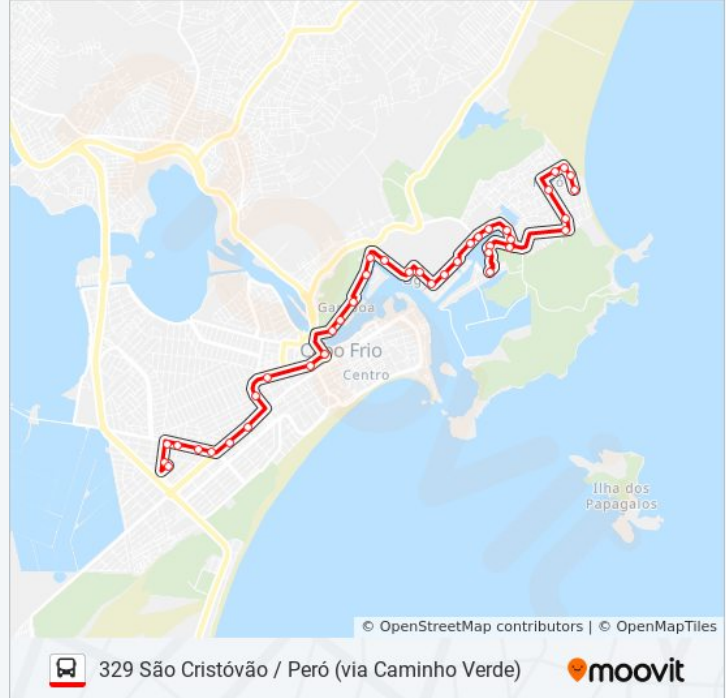 Cabo Frio
Centro
Ilha dos
Papagaios
© OpenStreetMap contributors | © OpenMapTiles
329 São Cristóvão / Peró (via Caminho Verde)
moovit